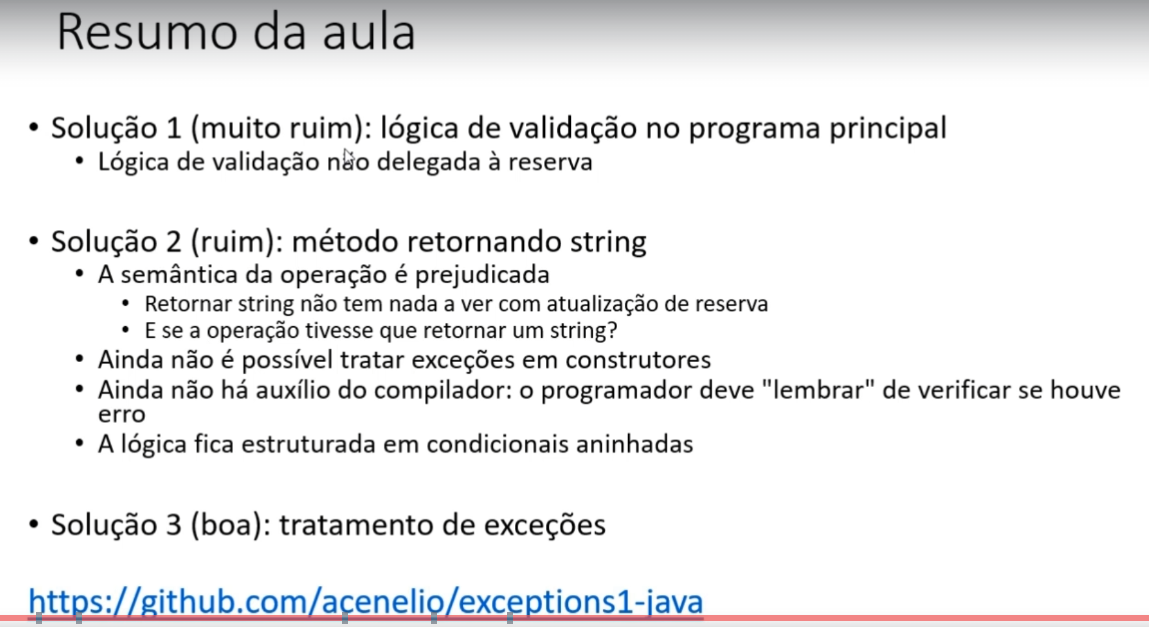 Resumo da aula
• Solução 1 (muito ruim): lógica de validação no programa principal
• Lógica de validação não delegada à reserva
• Solução 2 (ruim): método retornando string
• A semântica da operação é prejudicada
• Retornar string não tem nada a ver com atualização de reserva
• E se a operação tivesse que retornar um string?
• Ainda não é possível tratar exceções em construtores
• Ainda não há auxílio do compilador: o programador deve "lembrar" de verificar se houve
erro
• A lógica fica estruturada em condicionais aninhadas
• Solução 3 (boa): tratamento de exceções
https://github.com/acenelio/exceptions1-java